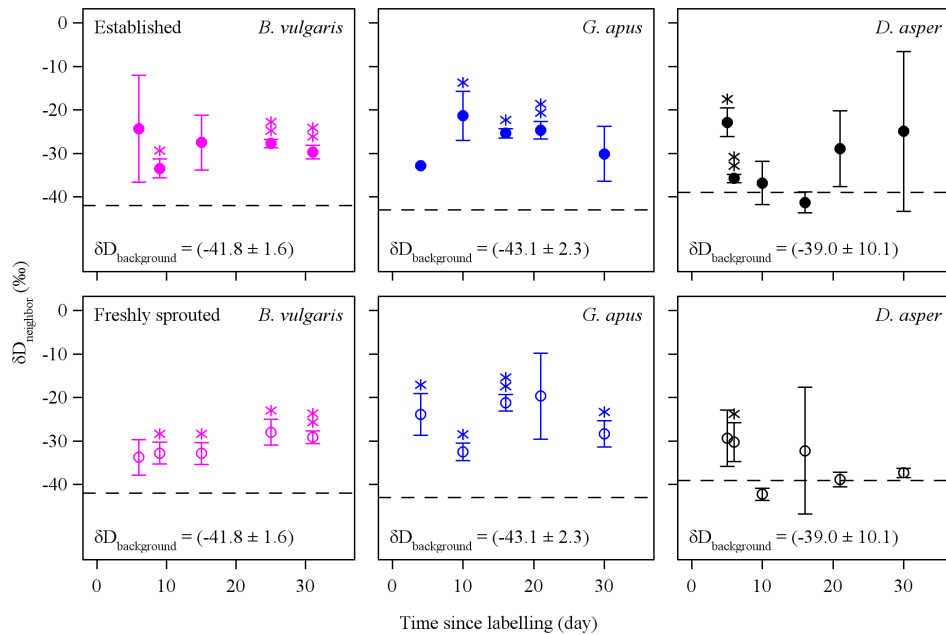 Established B. vulgaris
G. apus
D. asper
0
-10
-20
-30
-40
δD_background = (-41.8 ± 1.6)
δD_background = (-43.1 ± 2.3)
δD_background = (-39.0 ± 10.1)
δD_neighbor (‰)
Freshly sprouted B. vulgaris
G. apus
D. asper
0
-10
-20
-30
-40
δD_background = (-41.8 ± 1.6)
δD_background = (-43.1 ± 2.3)
δD_background = (-39.0 ± 10.1)
0 10 20 30
0 10 20 30
0 10 20 30
Time since labelling (day)